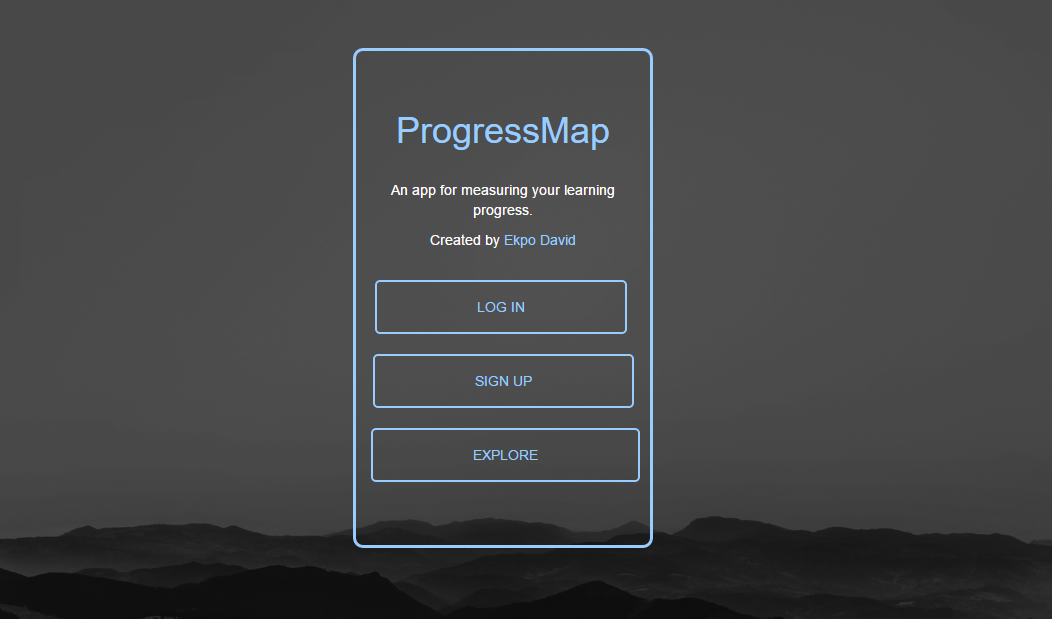 ProgressMap
An app for measuring your learning
progress.
Created by Ekpo David
LOG IN
SIGN UP
EXPLORE